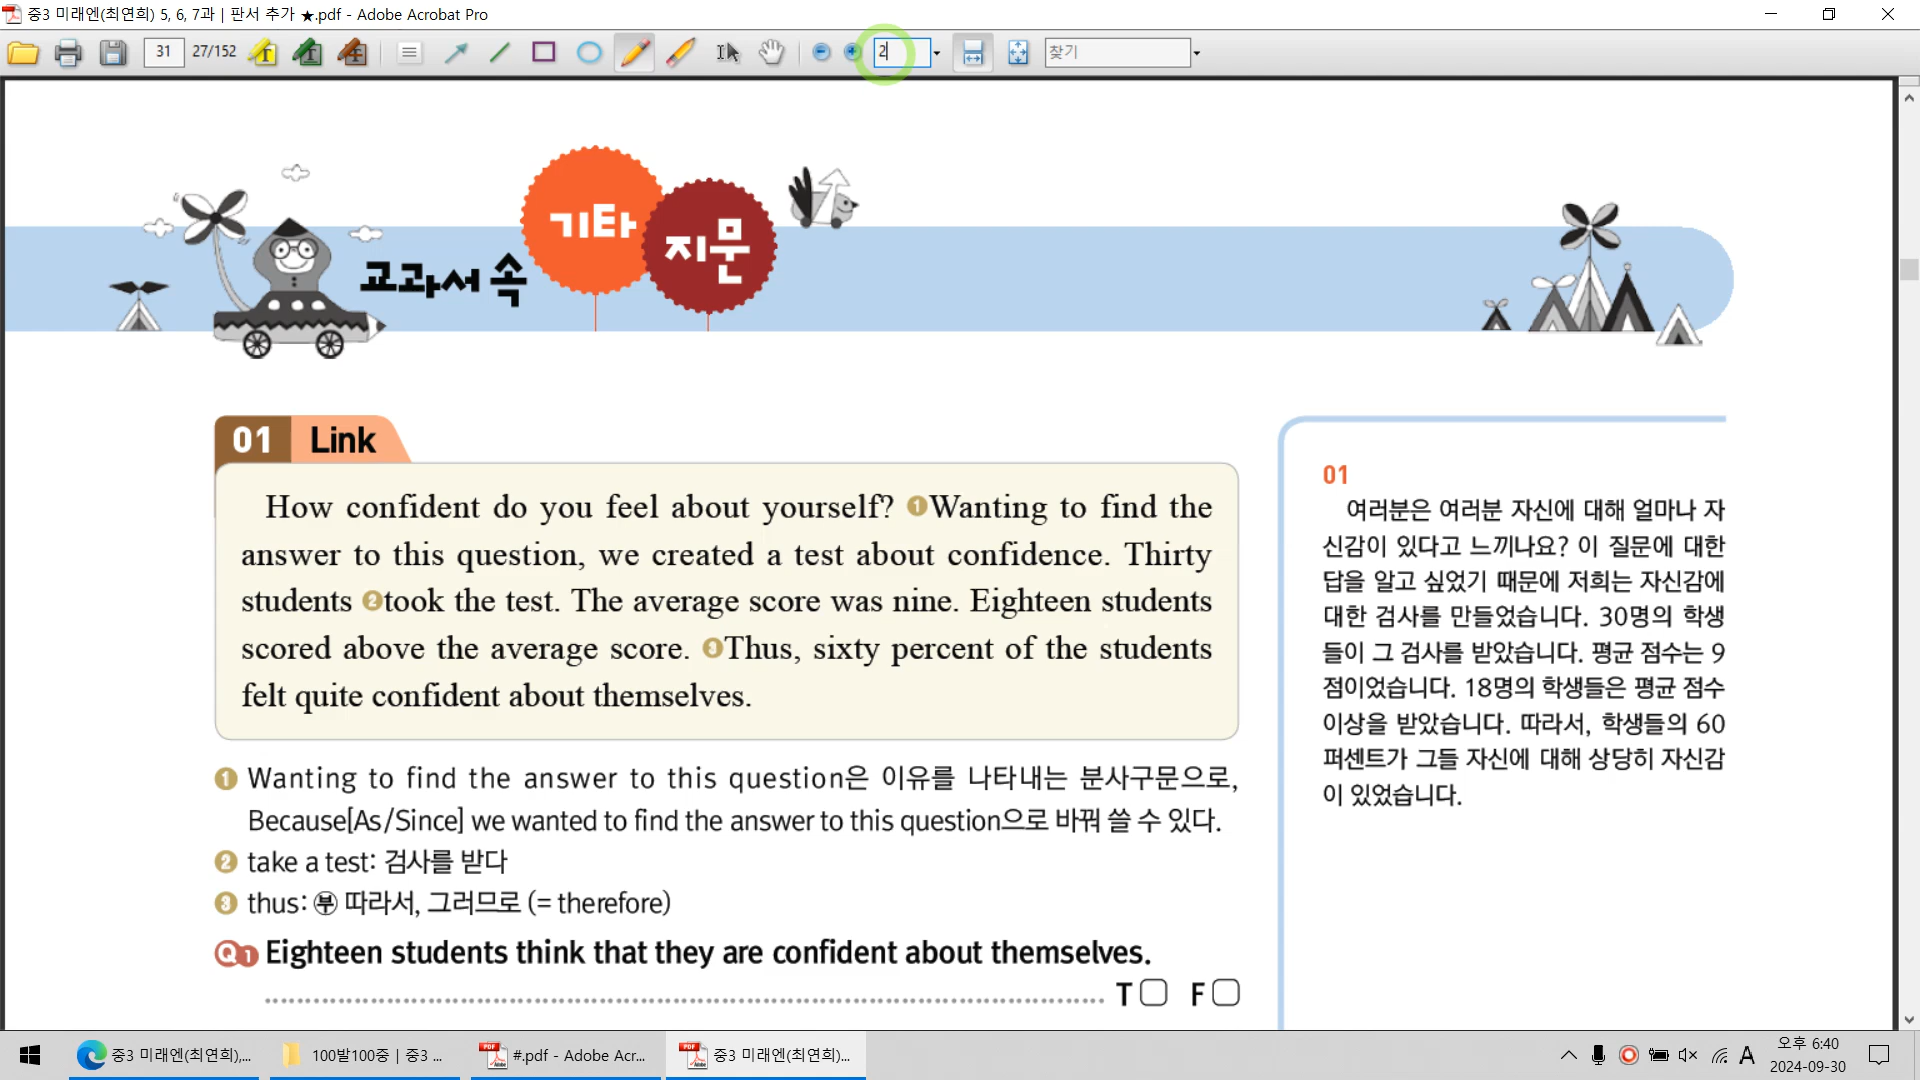 중3 미래엔(최연희) 5, 6, 7과 | 판서 추가 ★.pdf - Adobe Acrobat Pro
31 27/152 2 찾기
교과서 속 기타 지문
01 Link
How confident do you feel about yourself? ❶Wanting to find the
answer to this question, we created a test about confidence. Thirty
students ❷took the test. The average score was nine. Eighteen students
scored above the average score. ❸Thus, sixty percent of the students
felt quite confident about themselves.
❶ Wanting to find the answer to this question은 이유를 나타내는 분사구문으로,
Because[As/Since] we wanted to find the answer to this question으로 바꿔 쓸 수 있다.
❷ take a test: 검사를 받다
❸ thus: ㊗ 따라서, 그러므로 (= therefore)
Q1 Eighteen students think that they are confident about themselves.
T F
01
여러분은 여러분 자신에 대해 얼마나 자
신감이 있다고 느끼나요? 이 질문에 대한
답을 알고 싶었기 때문에 저희는 자신감에
대한 검사를 만들었습니다. 30명의 학생
들이 그 검사를 받았습니다. 평균 점수는 9
점이었습니다. 18명의 학생들은 평균 점수
이상을 받았습니다. 따라서, 학생들의 60
퍼센트가 그들 자신에 대해 상당히 자신감
이 있었습니다.
중3 미래엔(최연희),...
100발100중 | 중3 ...
#.pdf - Adobe Acr...
중3 미래엔(최연희)...
A
오후 6:40
2024-09-30